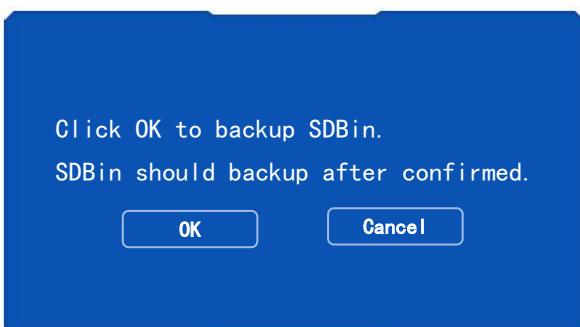 Click OK to backup SDBin.
SDBin should backup after confirmed.
OK
Cancel